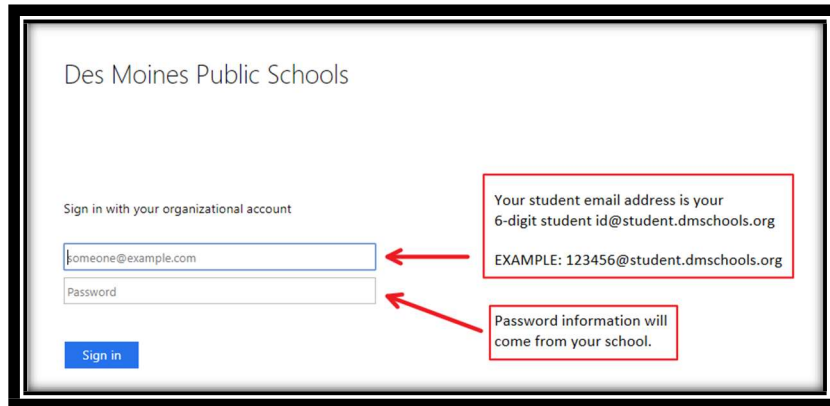 Des Moines Public Schools
Sign in with your organizational account
someone@example.com
Password
Sign in
Your student email address is your
6-digit student id@student.dmschools.org
EXAMPLE: 123456@student.dmschools.org
Password information will
come from your school.